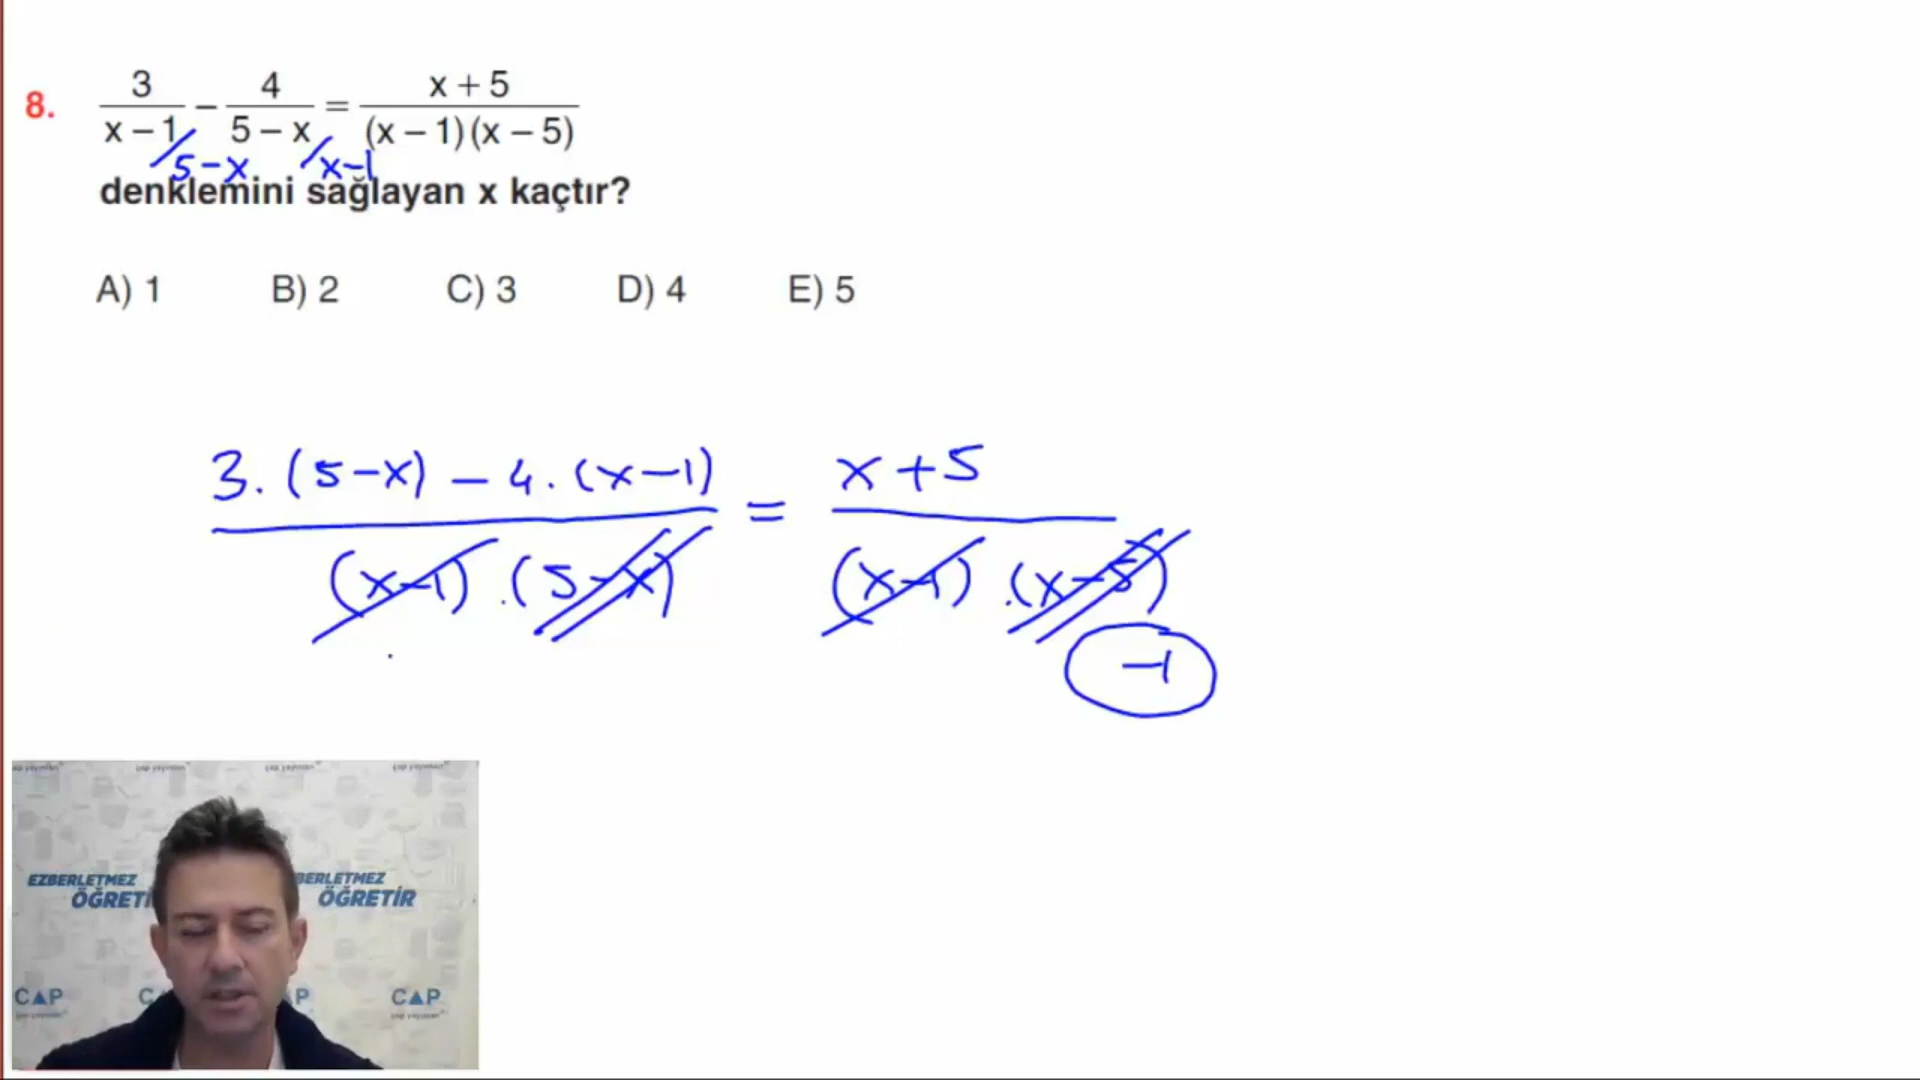 8. 3/(x − 1) − 4/(5 − x) = (x + 5)/((x − 1)(x − 5))
/5-x /x-1
denklemini sağlayan x kaçtır?
A) 1 B) 2 C) 3 D) 4 E) 5
3.(5-x) - 4.(x-1) = x+5
(x-1).(5-x) (x-1).(x-5)
-1
EZBERLETMEZ BERLETMEZ
ÖĞRETİ ÖĞRETİR
CAP C P CAP